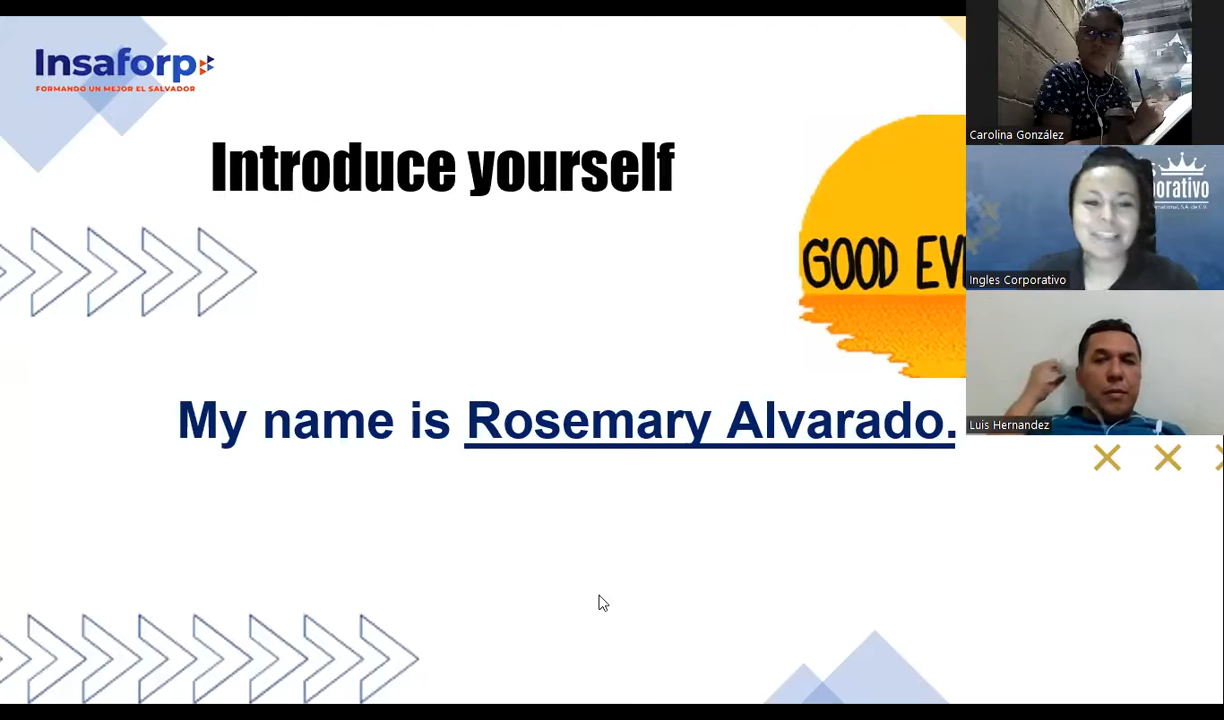 Insaforp
FORMANDO UN MEJOR EL SALVADOR
Introduce yourself
GOOD EV
My name is Rosemary Alvarado.
Carolina González
orativo
Ingles Corporativo
Luis Hernandez